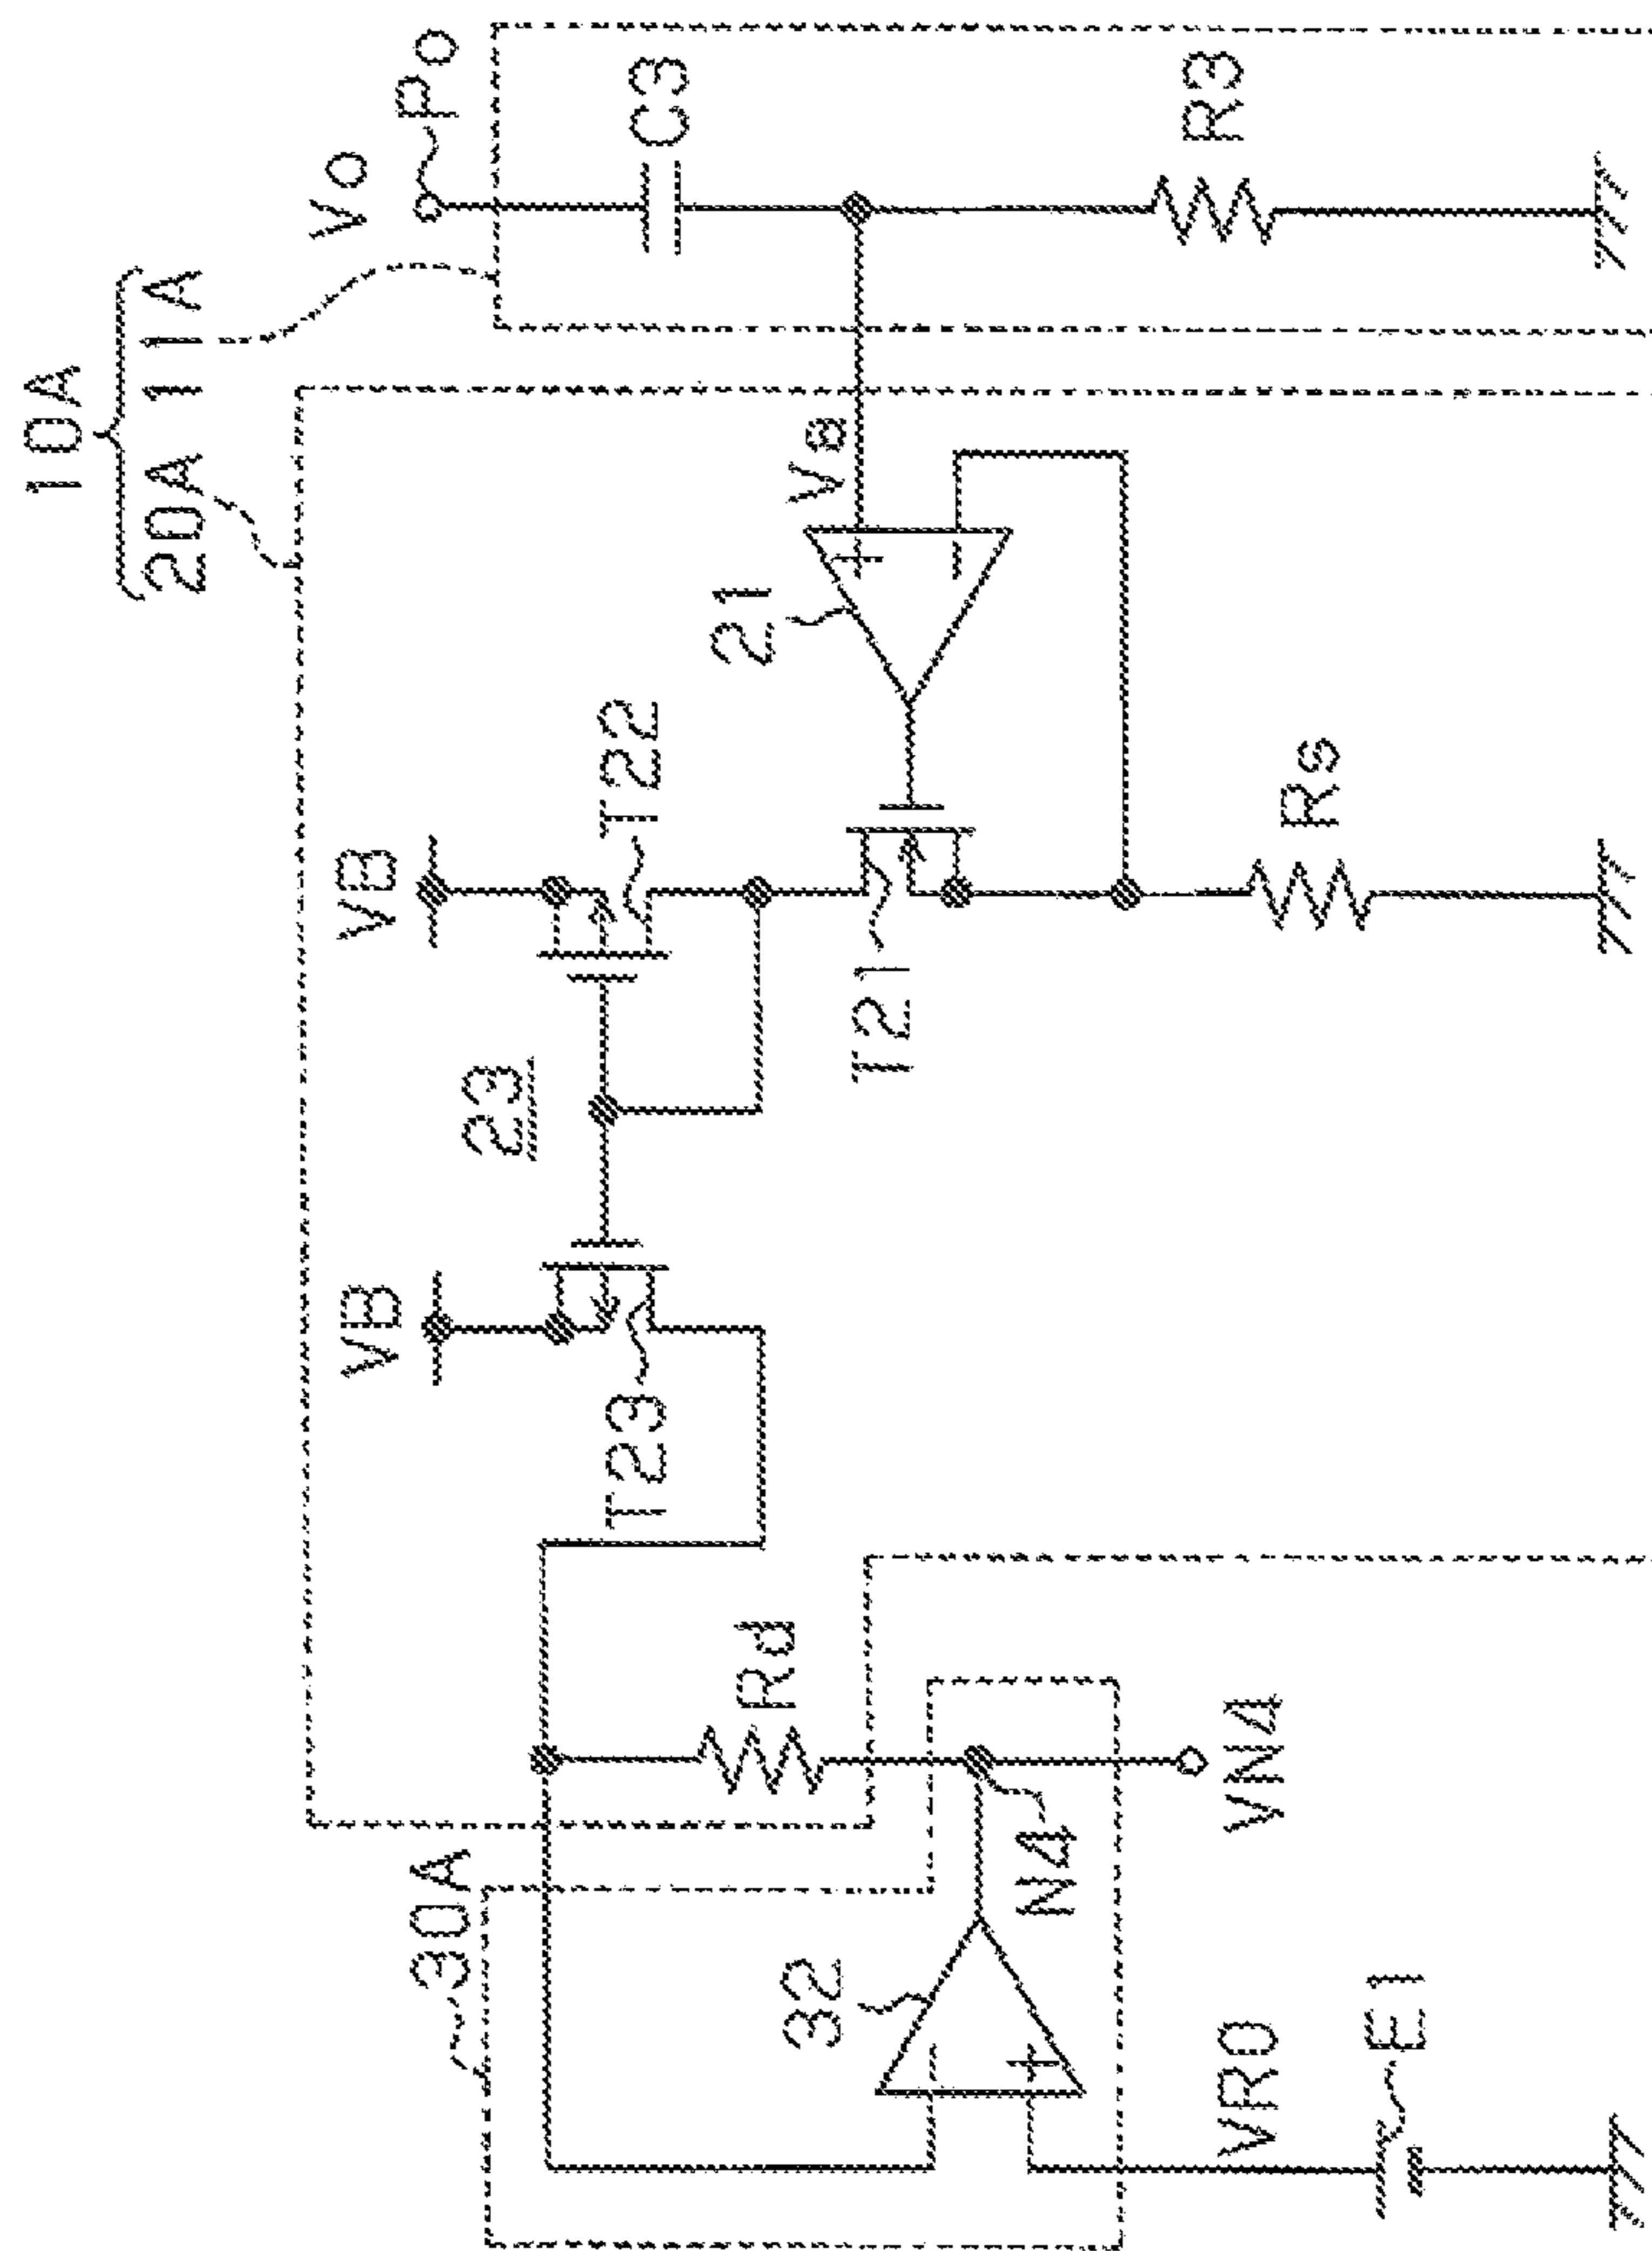 10A
20A 11A
Vo
Po
C3
R3
Va
21
VB
T22
T21
Rs
23
VB
T23
Rd
30A
32
N4
VN4
VR0
E1
+
−
−
+